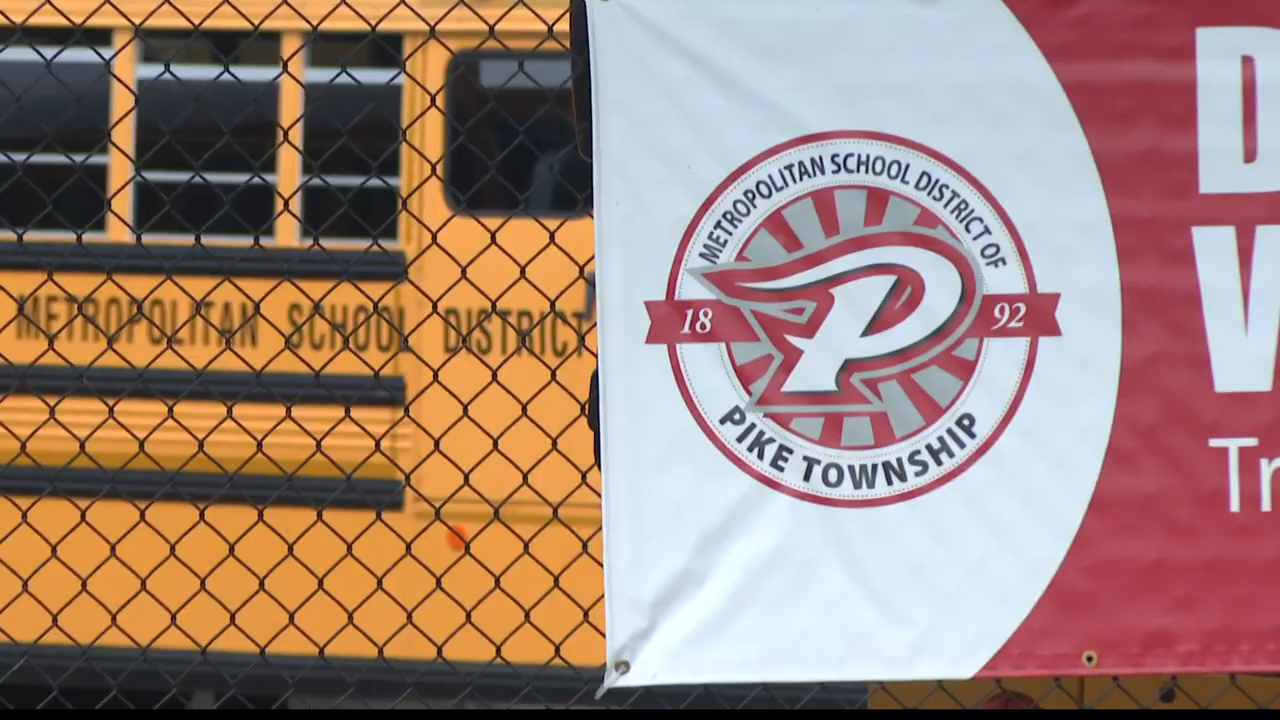 METROPOLITAN SCHOOL DISTRICT
METROPOLITAN SCHOOL DISTRICT OF
18 92
P
PIKE TOWNSHIP
D